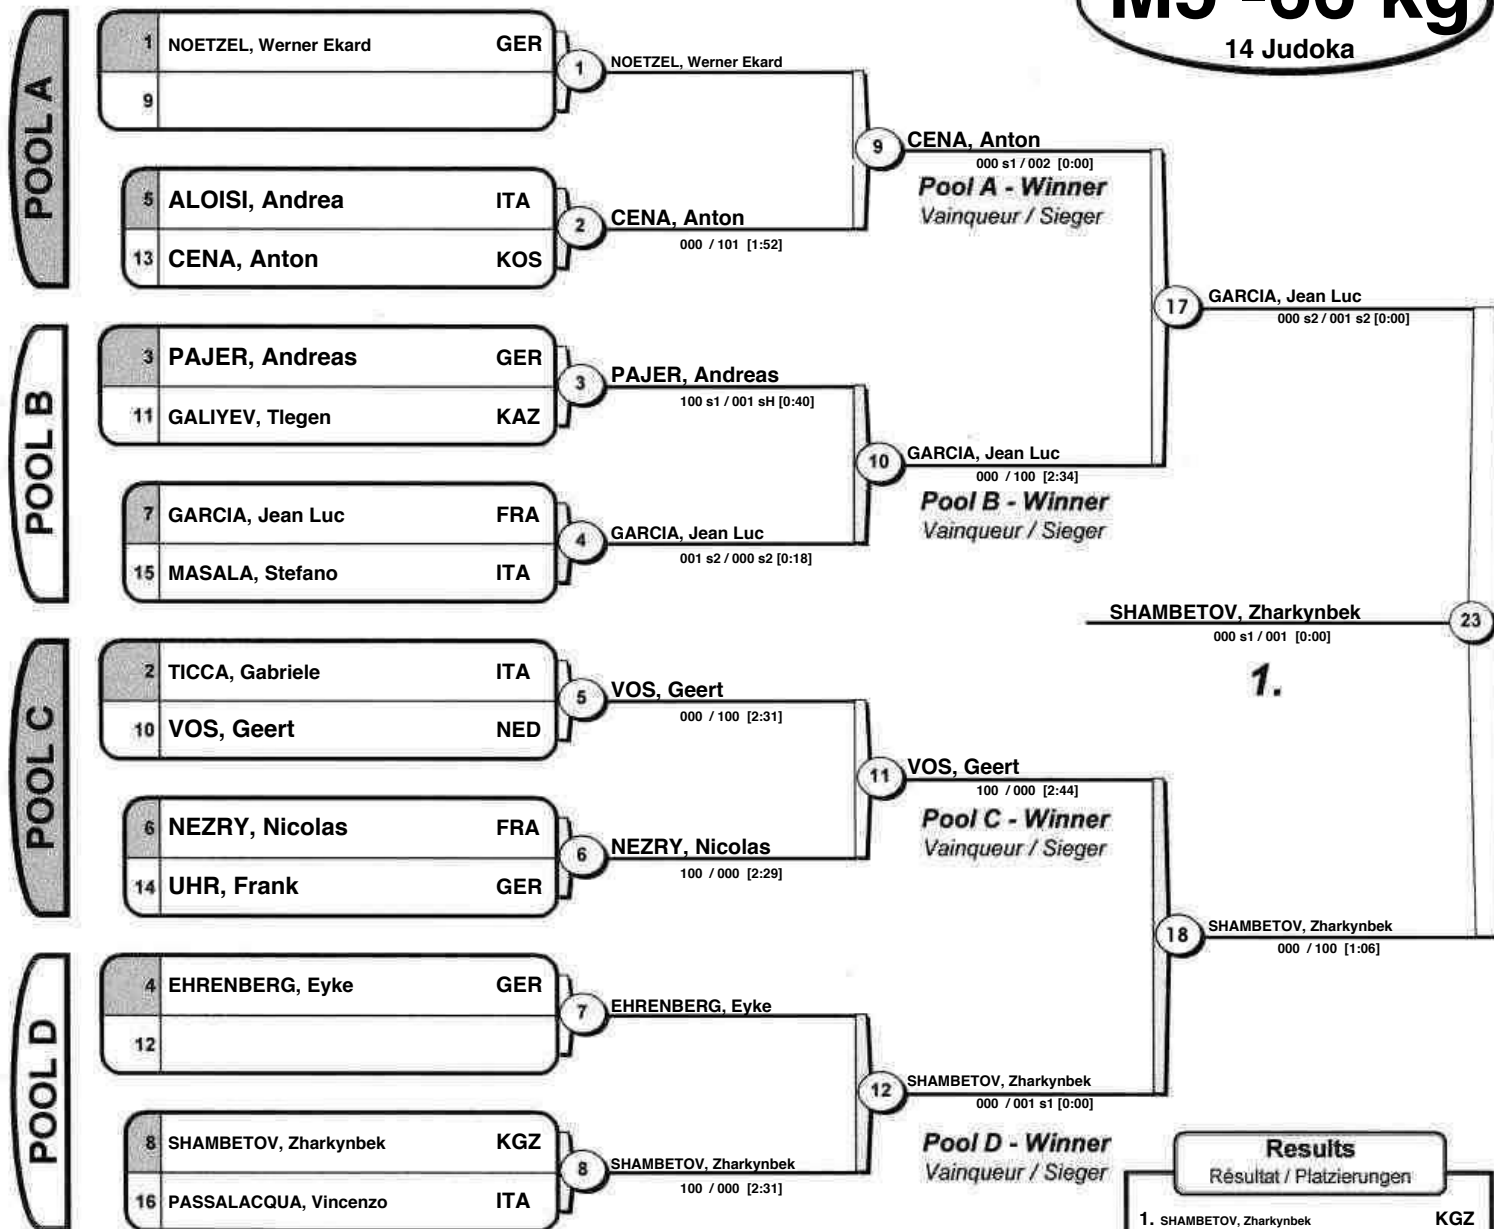 M5 -66 kg
14 Judoka
POOL A
1 NOETZEL, Werner Ekard GER
9
1
NOETZEL, Werner Ekard
5 ALOISI, Andrea ITA
13 CENA, Anton KOS
2
CENA, Anton
000 / 101 [1:52]
9
CENA, Anton
000 s1 / 002 [0:00]
Pool A - Winner
Vainqueur / Sieger
POOL B
3 PAJER, Andreas GER
11 GALIYEV, Tlegen KAZ
3
PAJER, Andreas
100 s1 / 001 sH [0:40]
7 GARCIA, Jean Luc FRA
15 MASALA, Stefano ITA
4
GARCIA, Jean Luc
001 s2 / 000 s2 [0:18]
10
GARCIA, Jean Luc
000 / 100 [2:34]
Pool B - Winner
Vainqueur / Sieger
17
GARCIA, Jean Luc
000 s2 / 001 s2 [0:00]
SHAMBETOV, Zharkynbek
000 s1 / 001 [0:00]
1.
23
POOL C
2 TICCA, Gabriele ITA
10 VOS, Geert NED
5
VOS, Geert
000 / 100 [2:31]
6 NEZRY, Nicolas FRA
14 UHR, Frank GER
6
NEZRY, Nicolas
100 / 000 [2:29]
11
VOS, Geert
100 / 000 [2:44]
Pool C - Winner
Vainqueur / Sieger
18
SHAMBETOV, Zharkynbek
000 / 100 [1:06]
POOL D
4 EHRENBERG, Eyke GER
12
7
EHRENBERG, Eyke
8 SHAMBETOV, Zharkynbek KGZ
16 PASSALACQUA, Vincenzo ITA
8
SHAMBETOV, Zharkynbek
100 / 000 [2:31]
12
SHAMBETOV, Zharkynbek
000 / 001 s1 [0:00]
Pool D - Winner
Vainqueur / Sieger
Results
Résultat / Platzierungen
1. SHAMBETOV, Zharkynbek KGZ